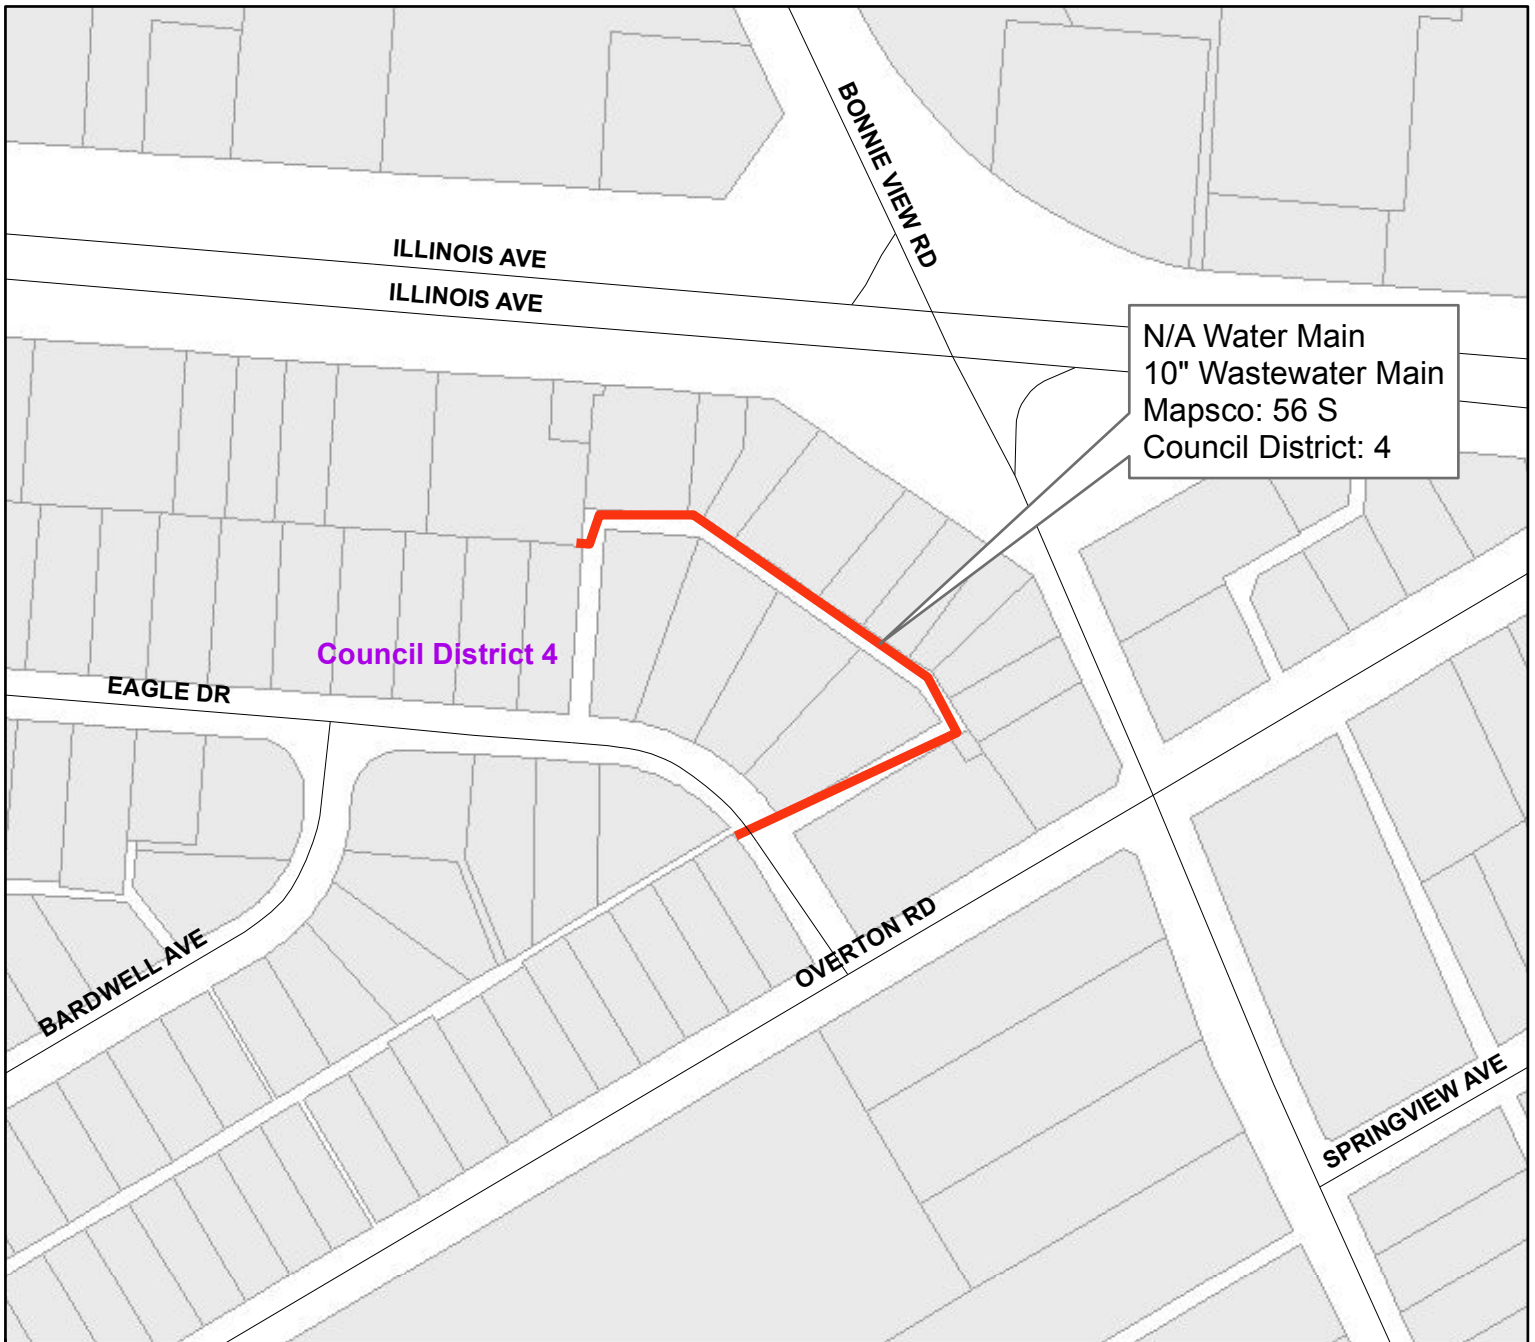 BONNIE VIEW RD
ILLINOIS AVE
ILLINOIS AVE
N/A Water Main
10" Wastewater Main
Mapsco: 56 S
Council District: 4
Council District 4
EAGLE DR
OVERTON RD
BARDWELL AVE
SPRINGVIEW AVE